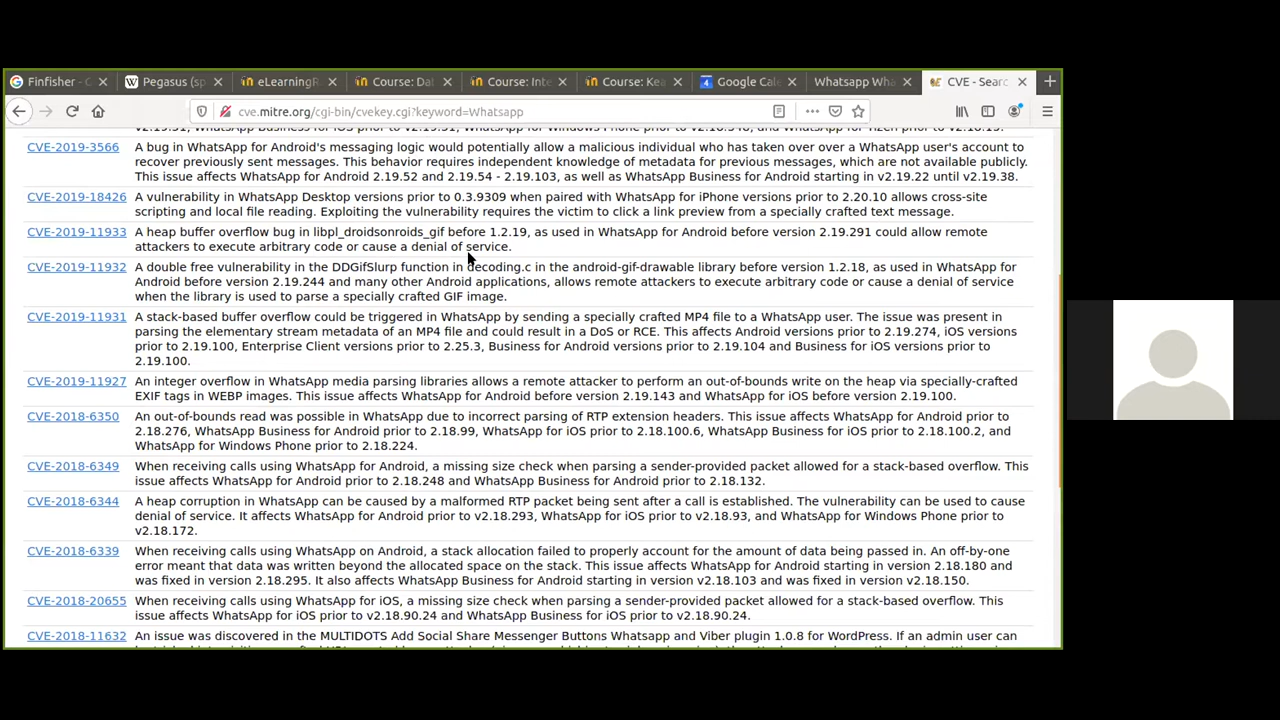 Finfisher - G
Pegasus (sp
eLearningR
Course: Dat
Course: Inte
Course: Kea
Google Cale
Whatsapp Wha
CVE - Searc
cve.mitre.org/cgi-bin/cvekey.cgi?keyword=Whatsapp
CVE-2019-3566 A bug in WhatsApp for Android's messaging logic would potentially allow a malicious individual who has taken over over a WhatsApp user's account to
recover previously sent messages. This behavior requires independent knowledge of metadata for previous messages, which are not available publicly.
This issue affects WhatsApp for Android 2.19.52 and 2.19.54 - 2.19.103, as well as WhatsApp Business for Android starting in v2.19.22 until v2.19.38.
CVE-2019-18426 A vulnerability in WhatsApp Desktop versions prior to 0.3.9309 when paired with WhatsApp for iPhone versions prior to 2.20.10 allows cross-site
scripting and local file reading. Exploiting the vulnerability requires the victim to click a link preview from a specially crafted text message.
CVE-2019-11933 A heap buffer overflow bug in libpl_droidsonroids_gif before 1.2.19, as used in WhatsApp for Android before version 2.19.291 could allow remote
attackers to execute arbitrary code or cause a denial of service.
CVE-2019-11932 A double free vulnerability in the DDGifSlurp function in decoding.c in the android-gif-drawable library before version 1.2.18, as used in WhatsApp for
Android before version 2.19.244 and many other Android applications, allows remote attackers to execute arbitrary code or cause a denial of service
when the library is used to parse a specially crafted GIF image.
CVE-2019-11931 A stack-based buffer overflow could be triggered in WhatsApp by sending a specially crafted MP4 file to a WhatsApp user. The issue was present in
parsing the elementary stream metadata of an MP4 file and could result in a DoS or RCE. This affects Android versions prior to 2.19.274, iOS versions
prior to 2.19.100, Enterprise Client versions prior to 2.25.3, Business for Android versions prior to 2.19.104 and Business for iOS versions prior to
2.19.100.
CVE-2019-11927 An integer overflow in WhatsApp media parsing libraries allows a remote attacker to perform an out-of-bounds write on the heap via specially-crafted
EXIF tags in WEBP images. This issue affects WhatsApp for Android before version 2.19.143 and WhatsApp for iOS before version 2.19.100.
CVE-2018-6350 An out-of-bounds read was possible in WhatsApp due to incorrect parsing of RTP extension headers. This issue affects WhatsApp for Android prior to
2.18.276, WhatsApp Business for Android prior to 2.18.99, WhatsApp for iOS prior to 2.18.100.6, WhatsApp Business for iOS prior to 2.18.100.2, and
WhatsApp for Windows Phone prior to 2.18.224.
CVE-2018-6349 When receiving calls using WhatsApp for Android, a missing size check when parsing a sender-provided packet allowed for a stack-based overflow. This
issue affects WhatsApp for Android prior to 2.18.248 and WhatsApp Business for Android prior to 2.18.132.
CVE-2018-6344 A heap corruption in WhatsApp can be caused by a malformed RTP packet being sent after a call is established. The vulnerability can be used to cause
denial of service. It affects WhatsApp for Android prior to v2.18.293, WhatsApp for iOS prior to v2.18.93, and WhatsApp for Windows Phone prior to
v2.18.172.
CVE-2018-6339 When receiving calls using WhatsApp on Android, a stack allocation failed to properly account for the amount of data being passed in. An off-by-one
error meant that data was written beyond the allocated space on the stack. This issue affects WhatsApp for Android starting in version 2.18.180 and
was fixed in version 2.18.295. It also affects WhatsApp Business for Android starting in version v2.18.103 and was fixed in version v2.18.150.
CVE-2018-20655 When receiving calls using WhatsApp for iOS, a missing size check when parsing a sender-provided packet allowed for a stack-based overflow. This
issue affects WhatsApp for iOS prior to v2.18.90.24 and WhatsApp Business for iOS prior to v2.18.90.24.
CVE-2018-11632 An issue was discovered in the MULTIDOTS Add Social Share Messenger Buttons Whatsapp and Viber plugin 1.0.8 for WordPress. If an admin user can